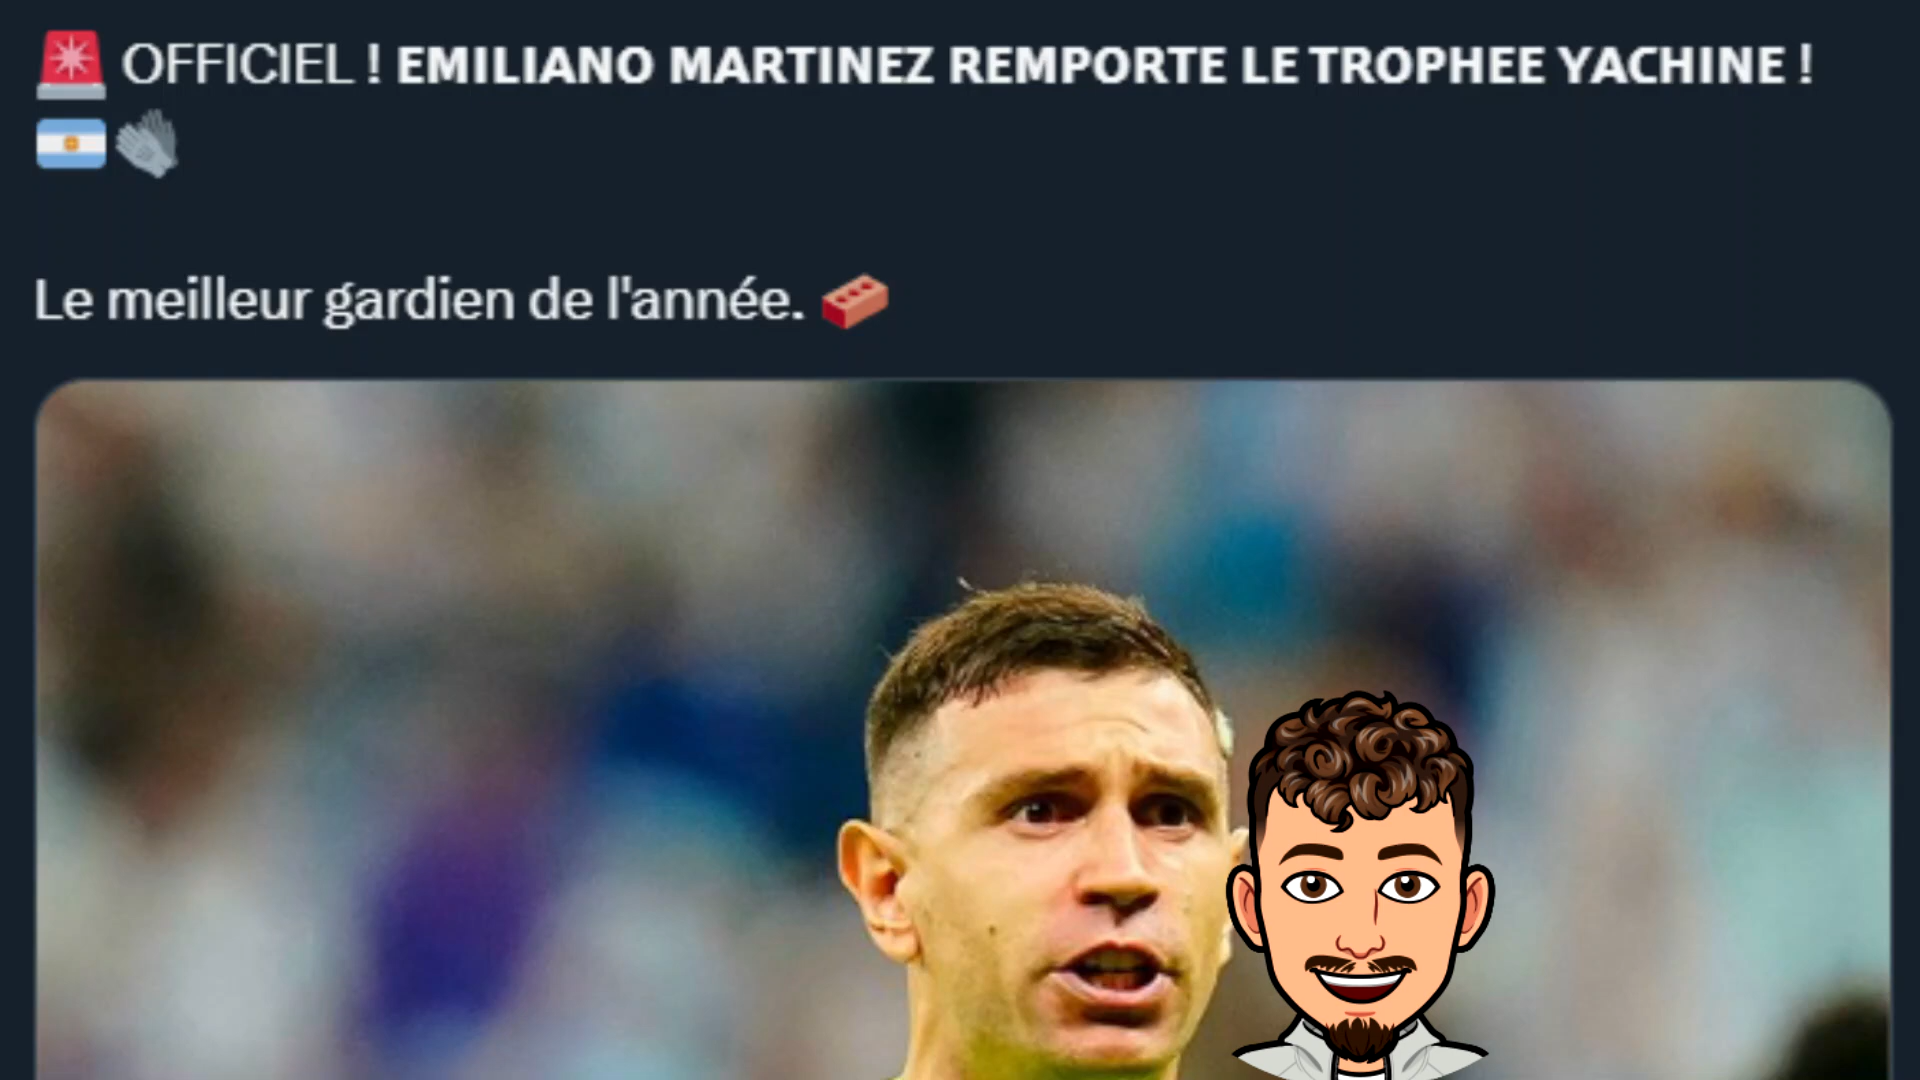 🚨 OFFICIEL ! EMILIANO MARTINEZ REMPORTE LE TROPHEE YACHINE !
🇦🇷🧤
Le meilleur gardien de l'année. 🧱